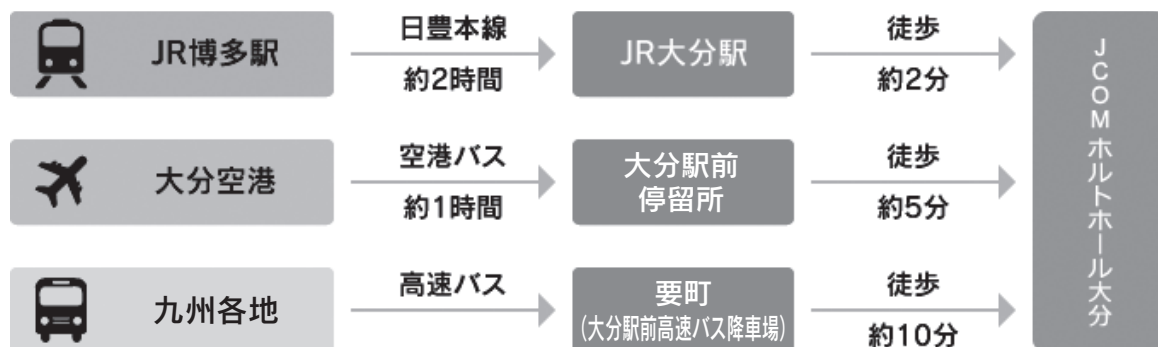 JR博多駅
日豊本線
約2時間
JR大分駅
徒歩
約2分
大分空港
空港バス
約1時間
大分駅前
停留所
徒歩
約5分
九州各地
高速バス
要町
(大分駅前高速バス降車場)
徒歩
約10分
JCOM ホルトホール大分